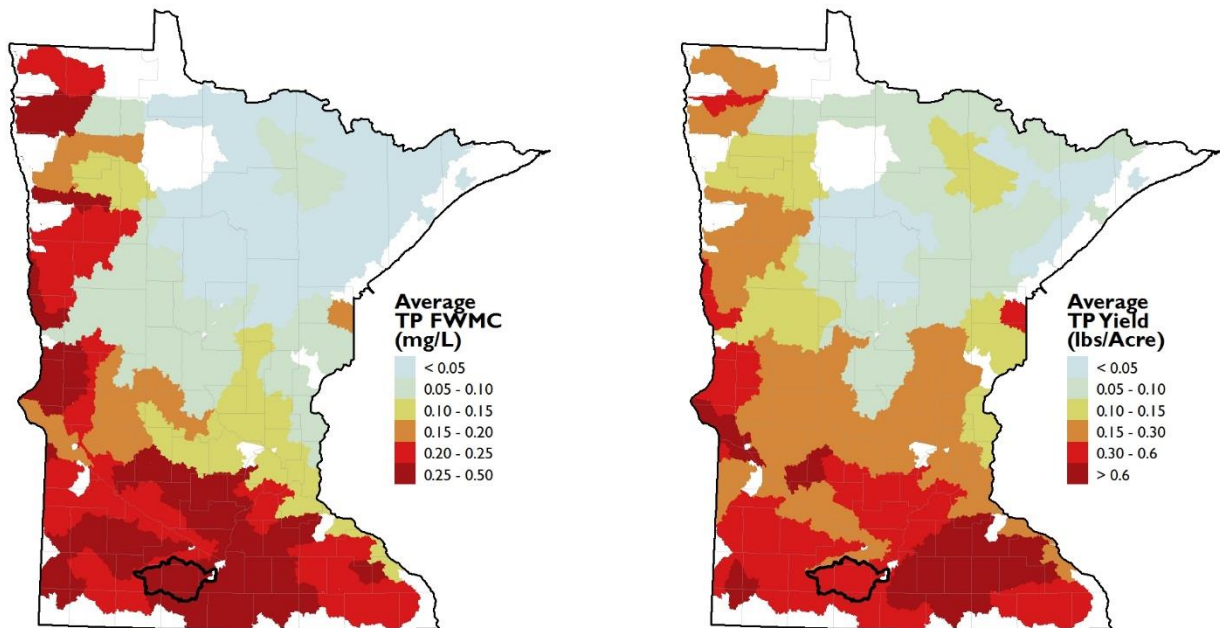 Average
TP FWMC
(mg/L)
< 0.05
0.05 - 0.10
0.10 - 0.15
0.15 - 0.20
0.20 - 0.25
0.25 - 0.50
Average
TP Yield
(lbs/Acre)
< 0.05
0.05 - 0.10
0.10 - 0.15
0.15 - 0.30
0.30 - 0.6
> 0.6